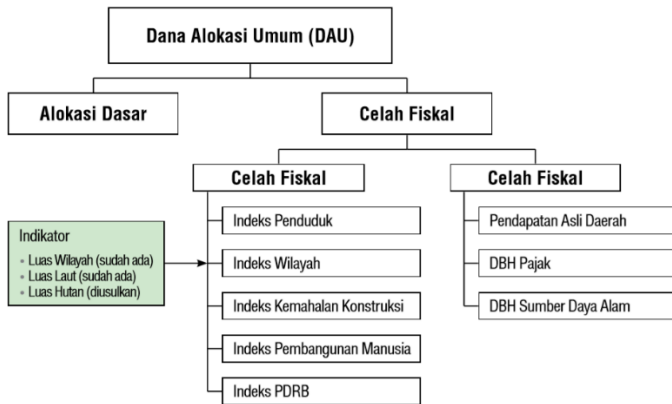 Dana Alokasi Umum (DAU)
Alokasi Dasar
Celah Fiskal
Celah Fiskal
Indeks Penduduk
Indeks Wilayah
Indeks Kemahalan Konstruksi
Indeks Pembangunan Manusia
Indeks PDRB
Celah Fiskal
Pendapatan Asli Daerah
DBH Pajak
DBH Sumber Daya Alam
Indikator
• Luas Wilayah (sudah ada)
• Luas Laut (sudah ada)
• Luas Hutan (diusulkan)